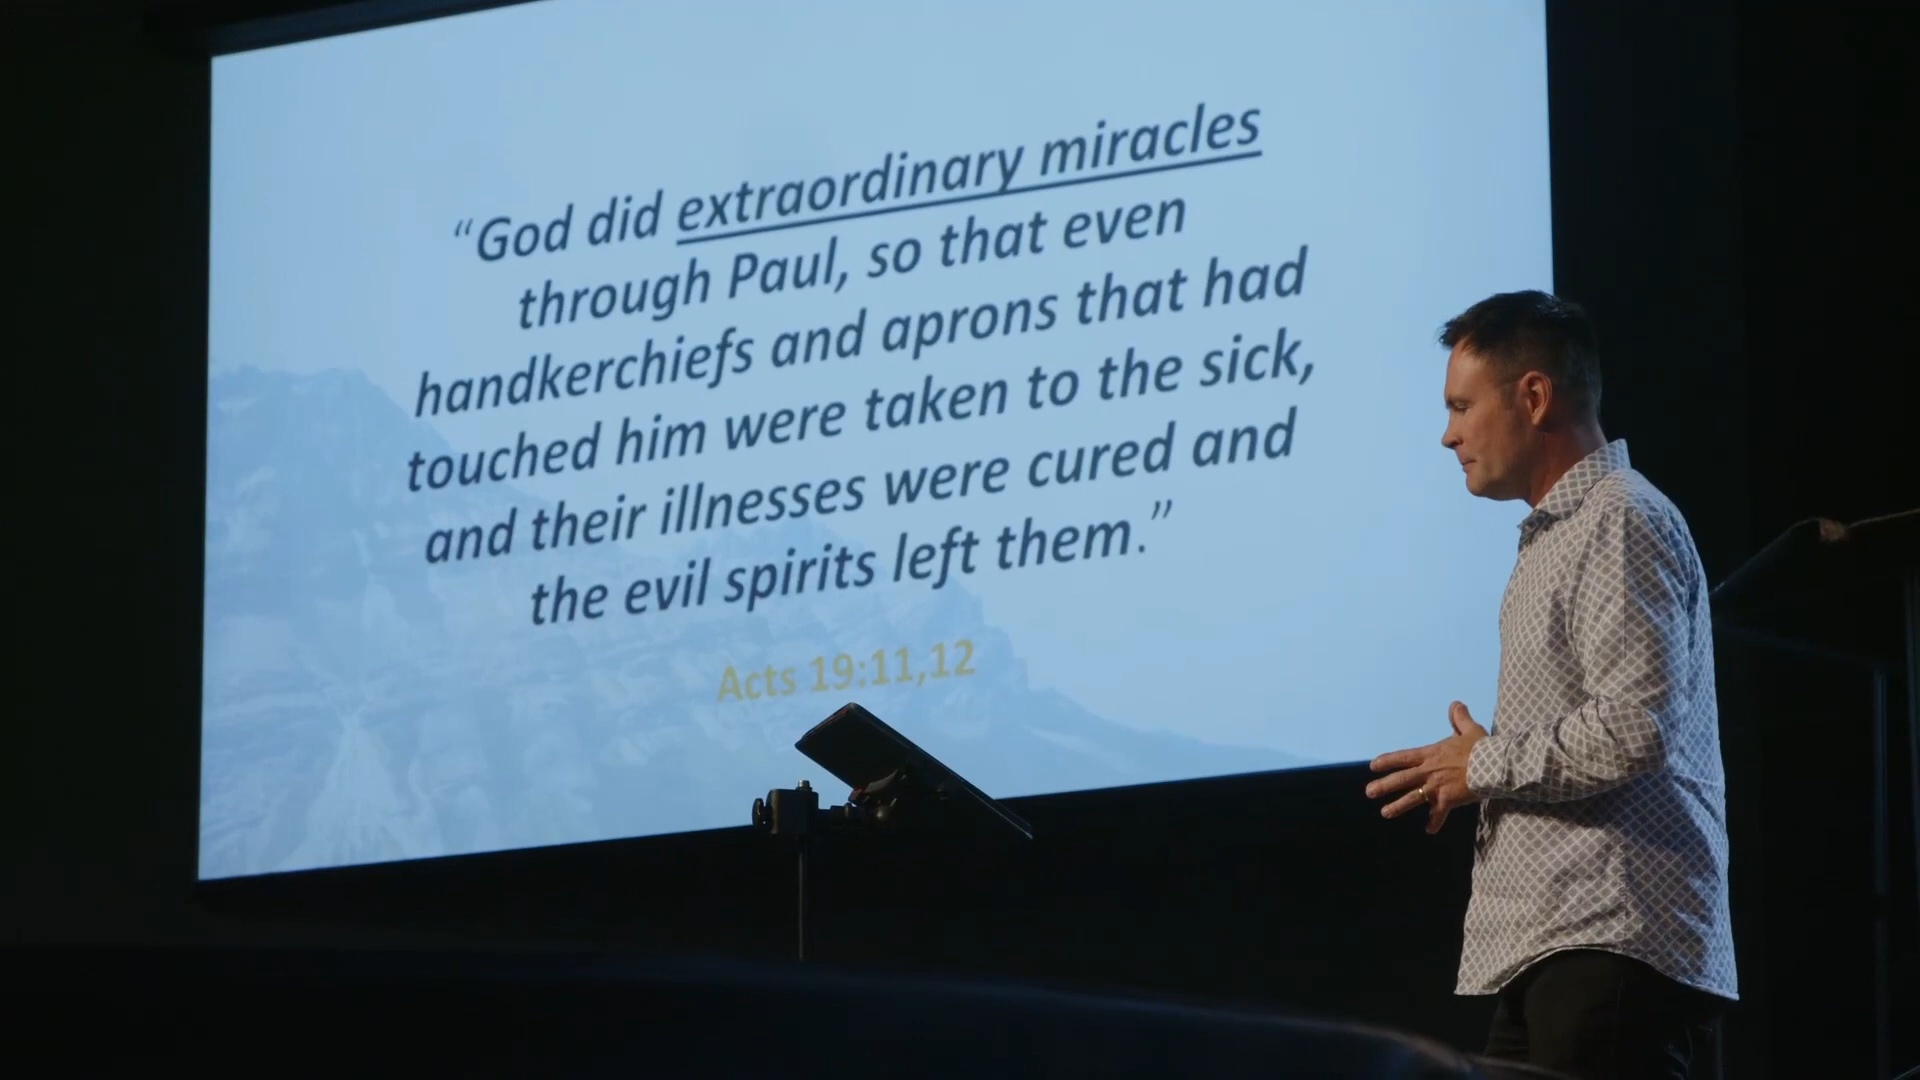 “God did extraordinary miracles
through Paul, so that even
handkerchiefs and aprons that had
touched him were taken to the sick,
and their illnesses were cured and
the evil spirits left them.”
Acts 19:11,12